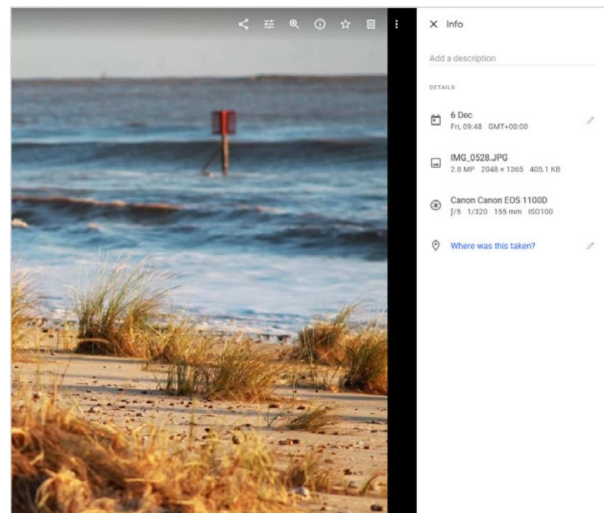 Info
Add a description
DETAILS
6 Dec
Fri, 09:48 GMT+00:00
IMG_0528.JPG
2.8 MP 2048 × 1365 405.1 KB
Canon Canon EOS 1100D
ƒ/5 1/320 155 mm ISO100
Where was this taken?